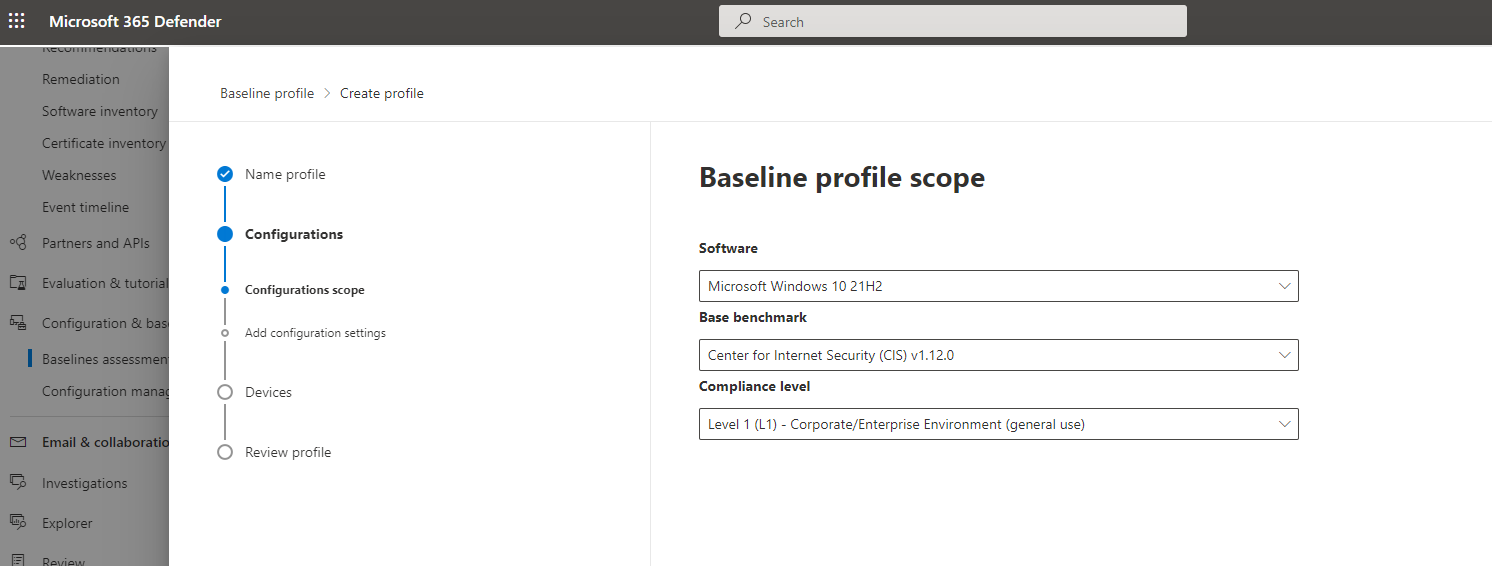 Microsoft 365 Defender
Search
Recommendations
Remediation
Software inventory
Certificate inventory
Weaknesses
Event timeline
Partners and APIs
Evaluation & tutorial
Configuration & bas
Baselines assessmen
Configuration manag
Email & collaboratio
Investigations
Explorer
Review
Baseline profile > Create profile
Name profile
Configurations
Configurations scope
Add configuration settings
Devices
Review profile
Baseline profile scope
Software
Microsoft Windows 10 21H2
Base benchmark
Center for Internet Security (CIS) v1.12.0
Compliance level
Level 1 (L1) - Corporate/Enterprise Environment (general use)